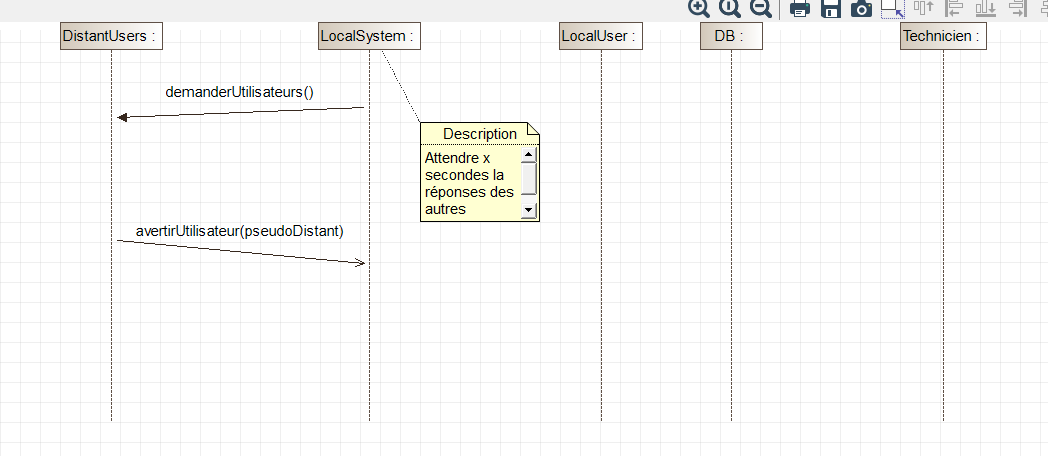 DistantUsers :
LocalSystem :
LocalUser :
DB :
Technicien :
demanderUtilisateurs()
Description
Attendre x
secondes la
réponses des
autres
avertirUtilisateur(pseudoDistant)